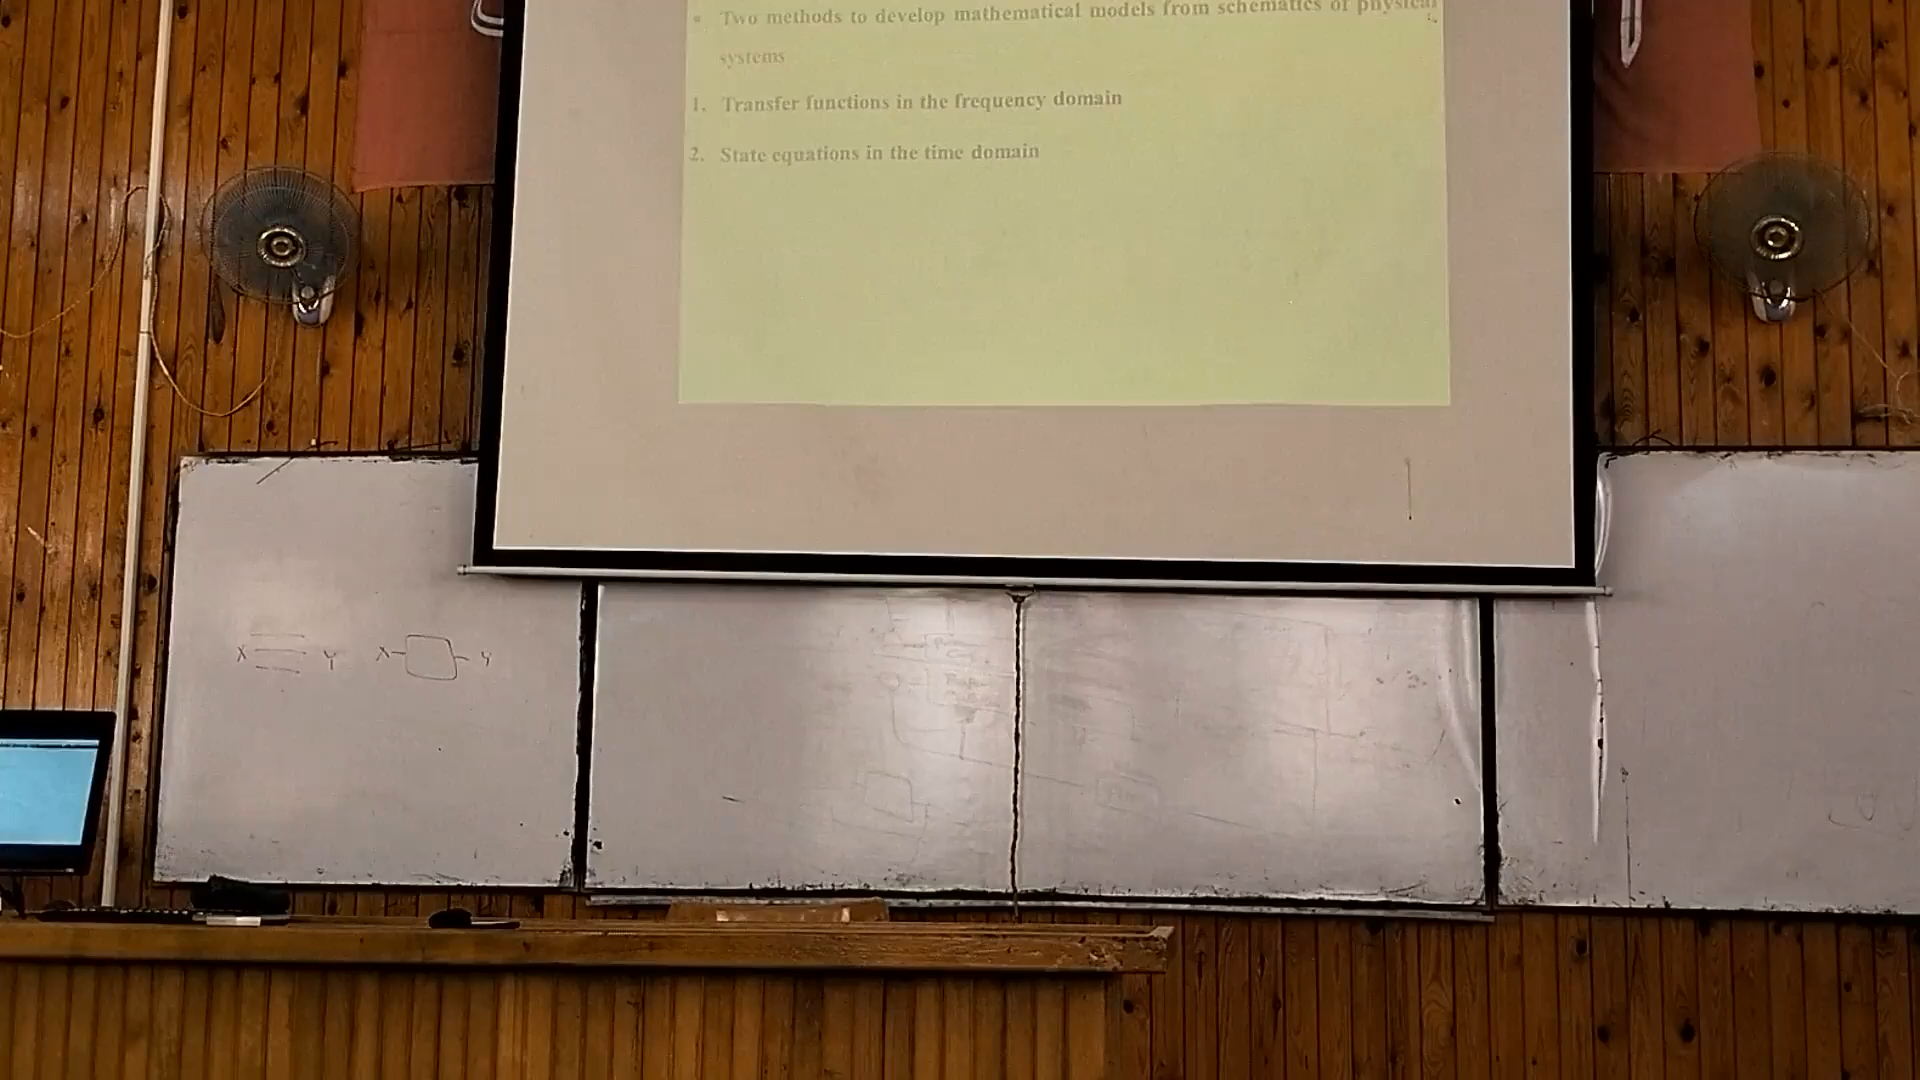 • Two methods to develop mathematical models from schematics of physical
systems
1. Transfer functions in the frequency domain
2. State equations in the time domain
X Y X Y